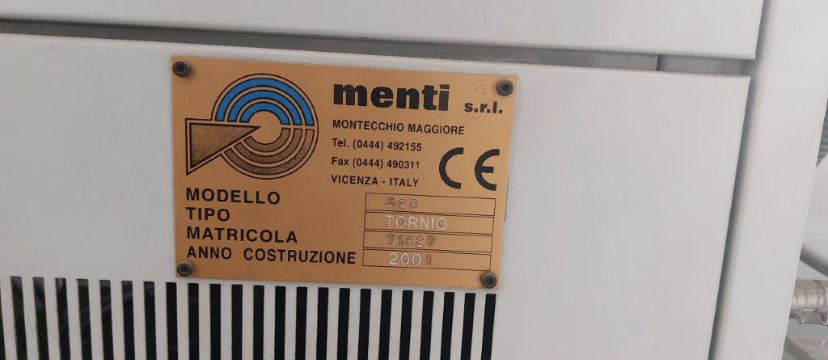 menti s.r.l.
MONTECCHIO MAGGIORE
Tel. (0444) 492155
Fax (0444) 490311
VICENZA - ITALY
CE
MODELLO
TIPO TORNIO
MATRICOLA
ANNO COSTRUZIONE 2001